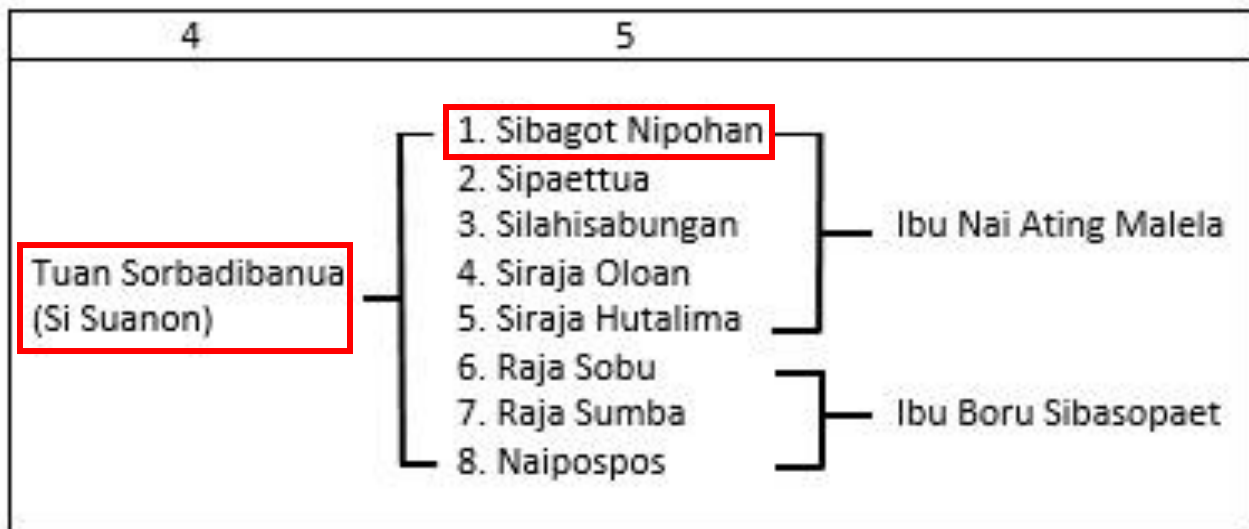 4 5
1. Sibagot Nipohan
2. Sipaettua
3. Silahisabungan
Ibu Nai Ating Malela
Tuan Sorbadibanua
4. Siraja Oloan
(Si Suanon)
5. Siraja Hutalima
6. Raja Sobu
7. Raja Sumba
Ibu Boru Sibasopaet
8. Naipospos